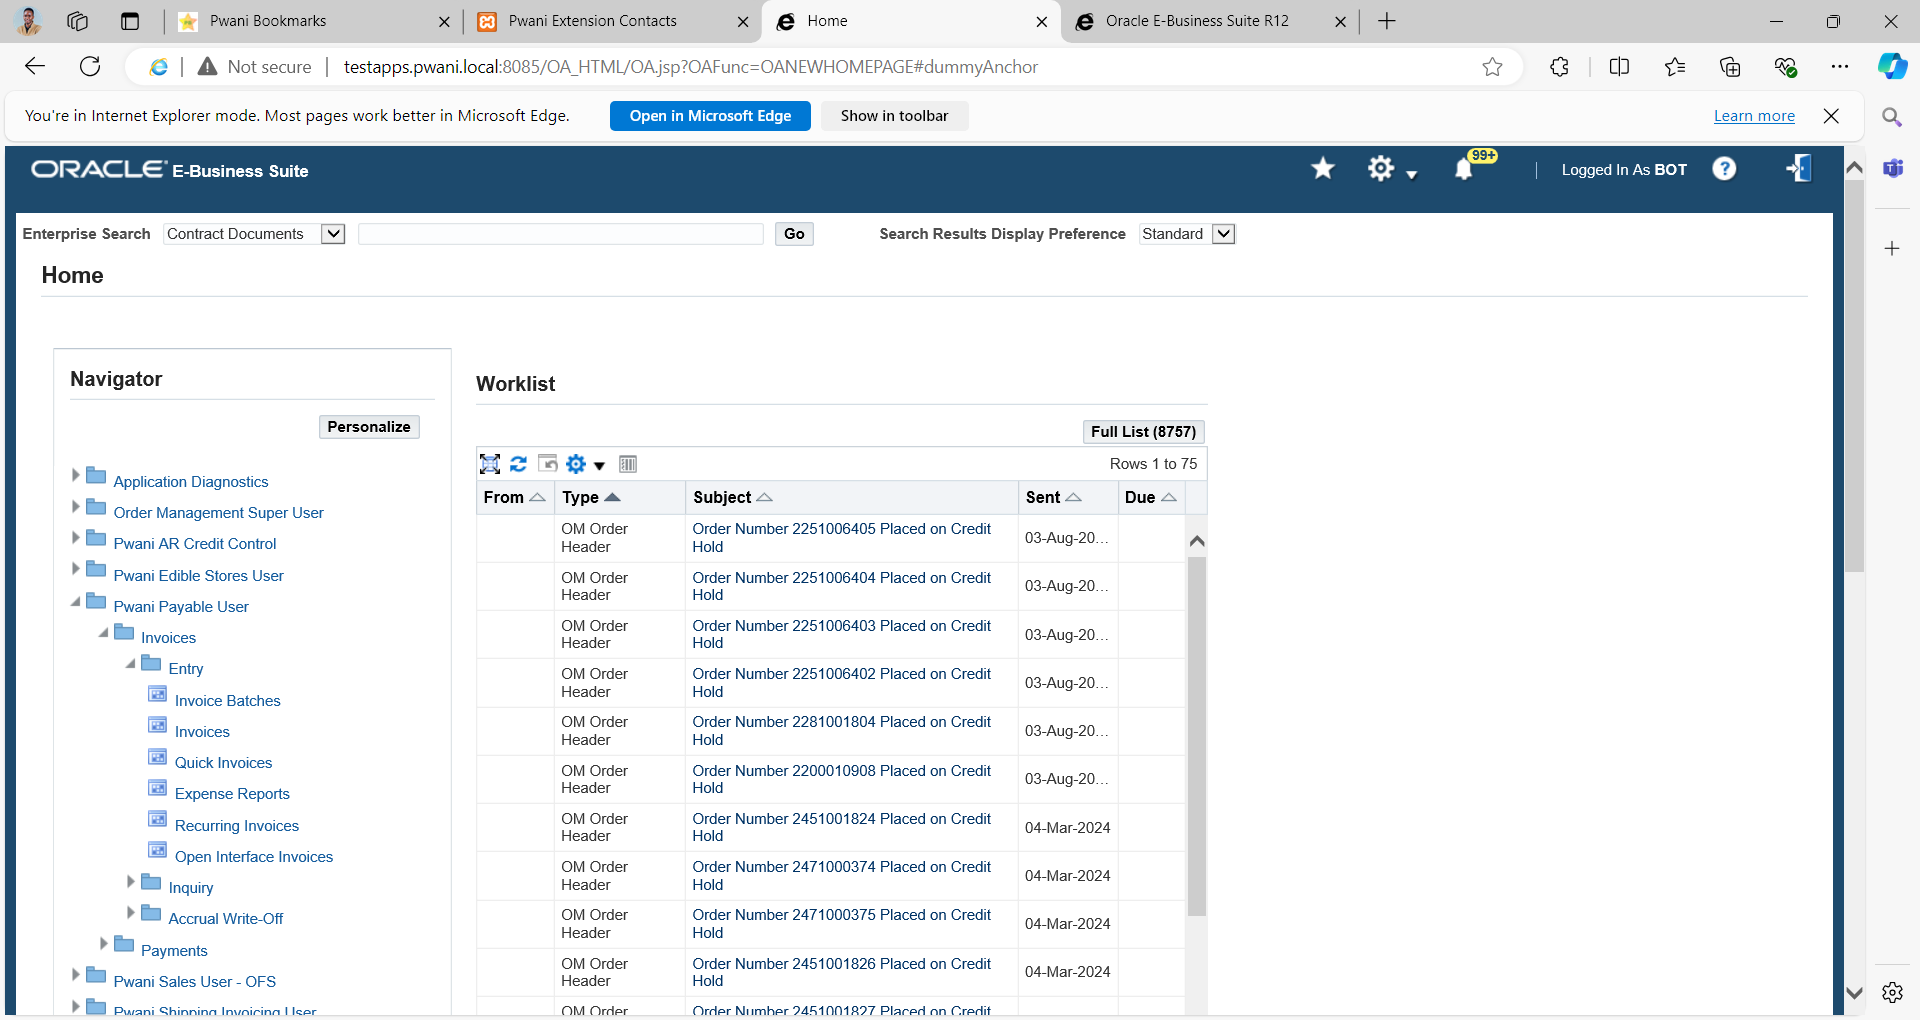 Pwani Bookmarks
Pwani Extension Contacts
Home
Oracle E-Business Suite R12
Not secure
testapps.pwani.local:8085/OA_HTML/OA.jsp?OAFunc=OANEWHOMEPAGE#dummyAnchor
You're in Internet Explorer mode. Most pages work better in Microsoft Edge.
Open in Microsoft Edge
Show in toolbar
Learn more
ORACLE E-Business Suite
99+
Logged In As BOT
Enterprise Search
Contract Documents
Go
Search Results Display Preference
Standard
Home
Navigator
Personalize
Application Diagnostics
Order Management Super User
Pwani AR Credit Control
Pwani Edible Stores User
Pwani Payable User
Invoices
Entry
Invoice Batches
Invoices
Quick Invoices
Expense Reports
Recurring Invoices
Open Interface Invoices
Inquiry
Accrual Write-Off
Payments
Pwani Sales User - OFS
Pwani Shipping Invoicing User
Worklist
Full List (8757)
Rows 1 to 75
From Type Subject Sent Due
OM Order Header Order Number 2251006405 Placed on Credit Hold 03-Aug-20...
OM Order Header Order Number 2251006404 Placed on Credit Hold 03-Aug-20...
OM Order Header Order Number 2251006403 Placed on Credit Hold 03-Aug-20...
OM Order Header Order Number 2251006402 Placed on Credit Hold 03-Aug-20...
OM Order Header Order Number 2281001804 Placed on Credit Hold 03-Aug-20...
OM Order Header Order Number 2200010908 Placed on Credit Hold 03-Aug-20...
OM Order Header Order Number 2451001824 Placed on Credit Hold 04-Mar-2024
OM Order Header Order Number 2471000374 Placed on Credit Hold 04-Mar-2024
OM Order Header Order Number 2471000375 Placed on Credit Hold 04-Mar-2024
OM Order Header Order Number 2451001826 Placed on Credit Hold 04-Mar-2024
OM Order Order Number 2451001827 Placed on Credit